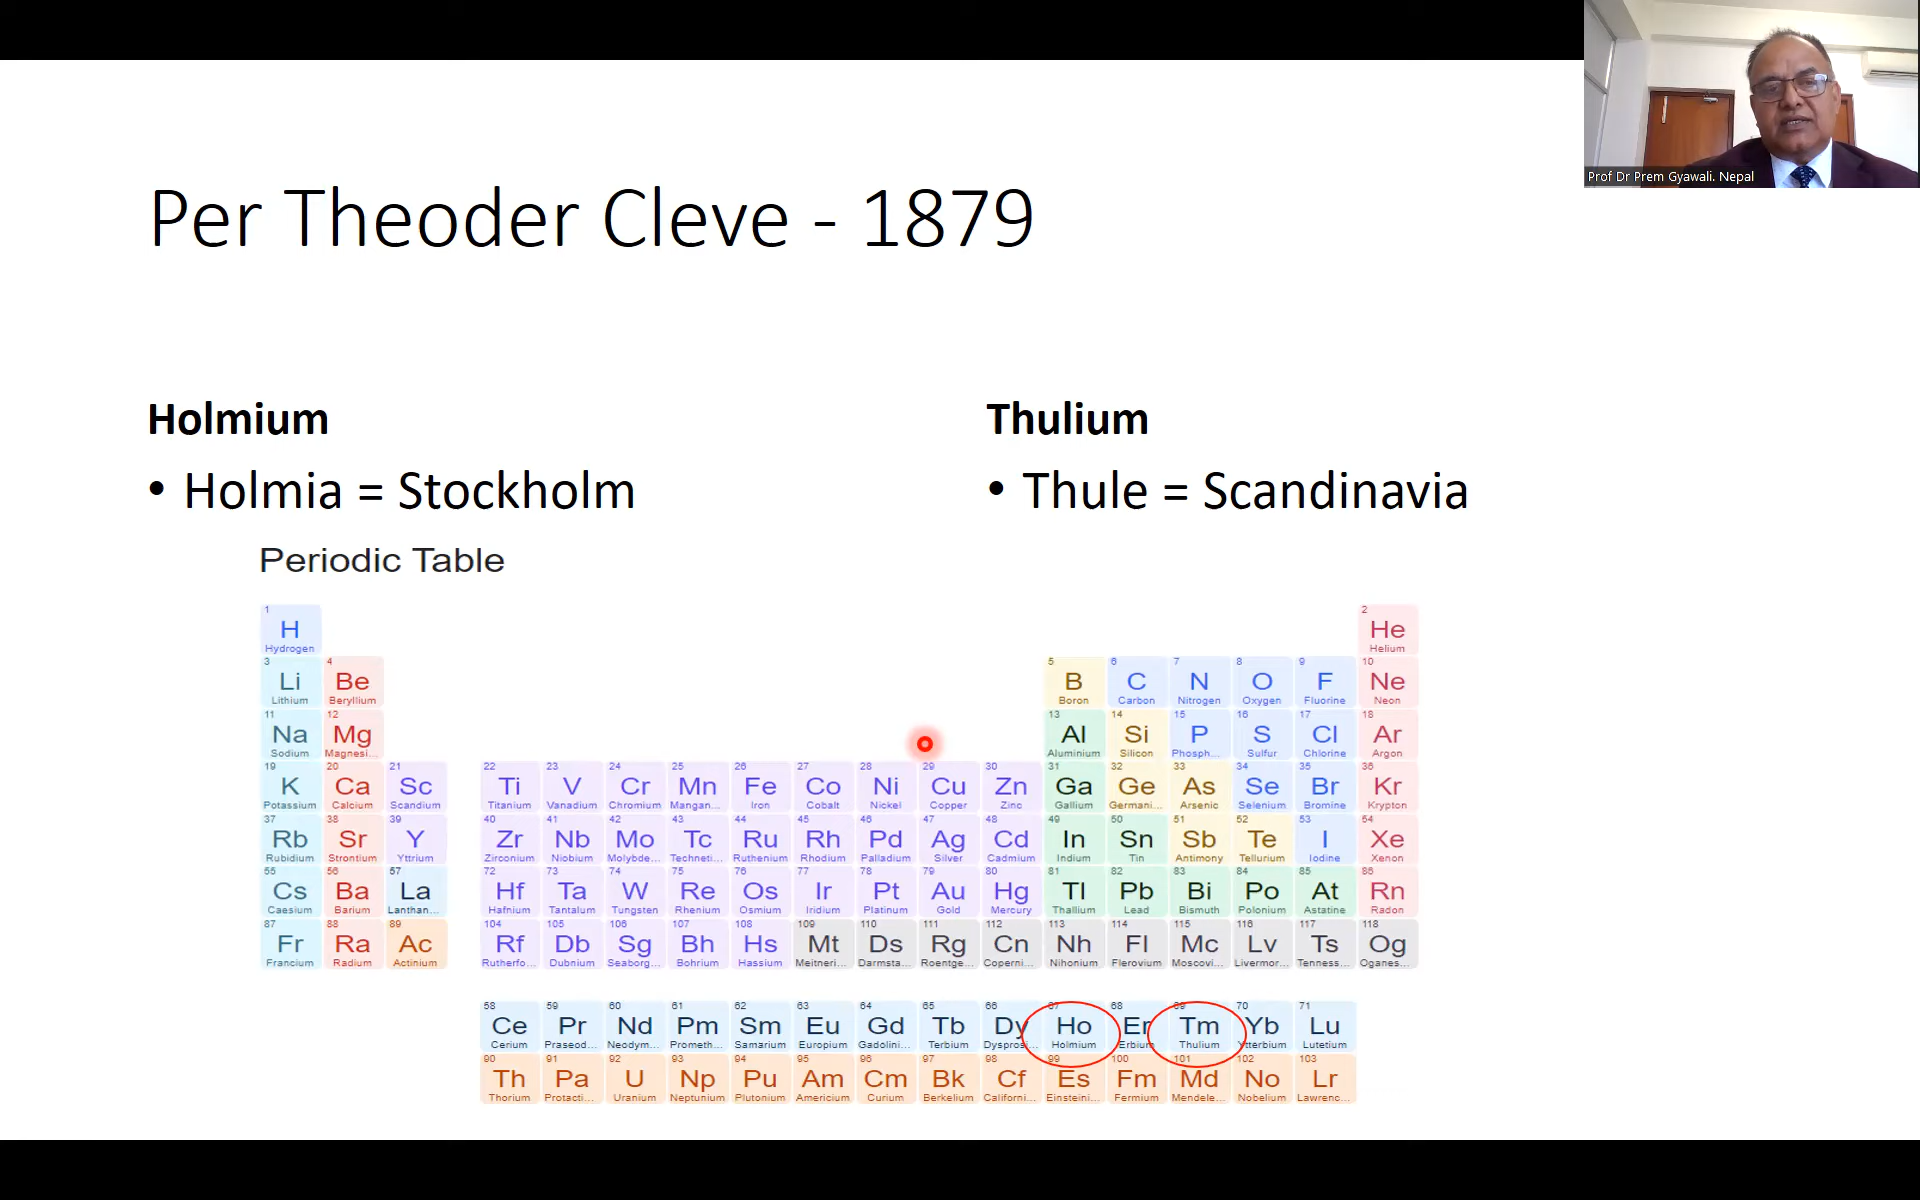 Prof Dr Prem Gyawali. Nepal
Per Theoder Cleve - 1879
Holmium
• Holmia = Stockholm
Thulium
• Thule = Scandinavia
Periodic Table
1 2
H He
Hydrogen Helium
3 4 5 6 7 8 9 10
Li Be B C N O F Ne
Lithium Beryllium Boron Carbon Nitrogen Oxygen Fluorine Neon
11 12 13 14 15 16 17 18
Na Mg Al Si P S Cl Ar
Sodium Magnesi... Aluminium Silicon Phosph... Sulfur Chlorine Argon
19 20 21 22 23 24 25 26 27 28 29 30 31 32 33 34 35 36
K Ca Sc Ti V Cr Mn Fe Co Ni Cu Zn Ga Ge As Se Br Kr
Potassium Calcium Scandium Titanium Vanadium Chromium Mangan... Iron Cobalt Nickel Copper Zinc Gallium Germani... Arsenic Selenium Bromine Krypton
37 38 39 40 41 42 43 44 45 46 47 48 49 50 51 52 53 54
Rb Sr Y Zr Nb Mo Tc Ru Rh Pd Ag Cd In Sn Sb Te I Xe
Rubidium Strontium Yttrium Zirconium Niobium Molybde... Techneti... Ruthenium Rhodium Palladium Silver Cadmium Indium Tin Antimony Tellurium Iodine Xenon
55 56 57 72 73 74 75 76 77 78 79 80 81 82 83 84 85 86
Cs Ba La Hf Ta W Re Os Ir Pt Au Hg Tl Pb Bi Po At Rn
Caesium Barium Lanthan... Hafnium Tantalum Tungsten Rhenium Osmium Iridium Platinum Gold Mercury Thallium Lead Bismuth Polonium Astatine Radon
87 88 89 104 105 106 107 108 109 110 111 112 113 114 115 116 117 118
Fr Ra Ac Rf Db Sg Bh Hs Mt Ds Rg Cn Nh Fl Mc Lv Ts Og
Francium Radium Actinium Rutherfo... Dubnium Seaborg... Bohrium Hassium Meitneri... Darmsta... Roentge... Coperni... Nihonium Flerovium Moscovi... Livermor... Tenness... Oganes...
58 59 60 61 62 63 64 65 66 67 68 69 70 71
Ce Pr Nd Pm Sm Eu Gd Tb Dy Ho Er Tm Yb Lu
Cerium Praseod... Neodym... Prometh... Samarium Europium Gadolini... Terbium Dysprosi... Holmium Erbium Thulium Ytterbium Lutetium
90 91 92 93 94 95 96 97 98 99 100 101 102 103
Th Pa U Np Pu Am Cm Bk Cf Es Fm Md No Lr
Thorium Protacti... Uranium Neptunium Plutonium Americium Curium Berkelium Californi... Einsteini... Fermium Mendele... Nobelium Lawrenc...